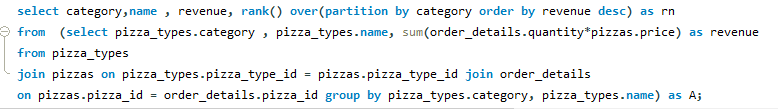 select category,name , revenue, rank() over(partition by category order by revenue desc) as rn
from  (select pizza_types.category , pizza_types.name, sum(order_details.quantity*pizzas.price) as revenue
from pizza_types
join pizzas on pizza_types.pizza_type_id = pizzas.pizza_type_id join order_details
on pizzas.pizza_id = order_details.pizza_id group by pizza_types.category, pizza_types.name) as A;